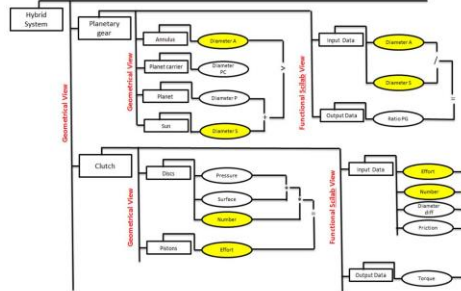 Hybrid
System
Planetary
gear
Geometrical View
Geometrical View
Annulus
Diameter A
Planet carrier
Diameter
PC
Planet
Diameter P
Sun
Diameter S
>
+
Functional Scilab View
Input Data
Diameter A
Diameter S
/
=
Output Data
Ratio PG
Clutch
Geometrical View
Discs
Pressure
Surface
Number
=
Pistons
Effort
Functional Scilab View
Input Data
Effort
Number
Diameter
diff
Friction
Output Data
Torque